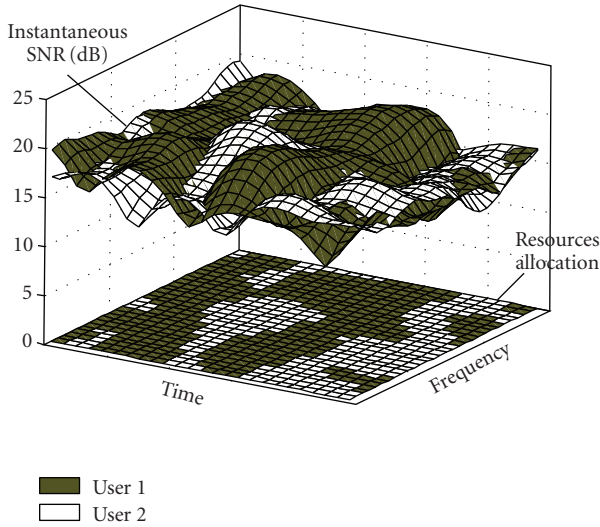 Instantaneous
SNR (dB)
25
20
15
10
5
0
Resources
allocation
Time
Frequency
User 1
User 2